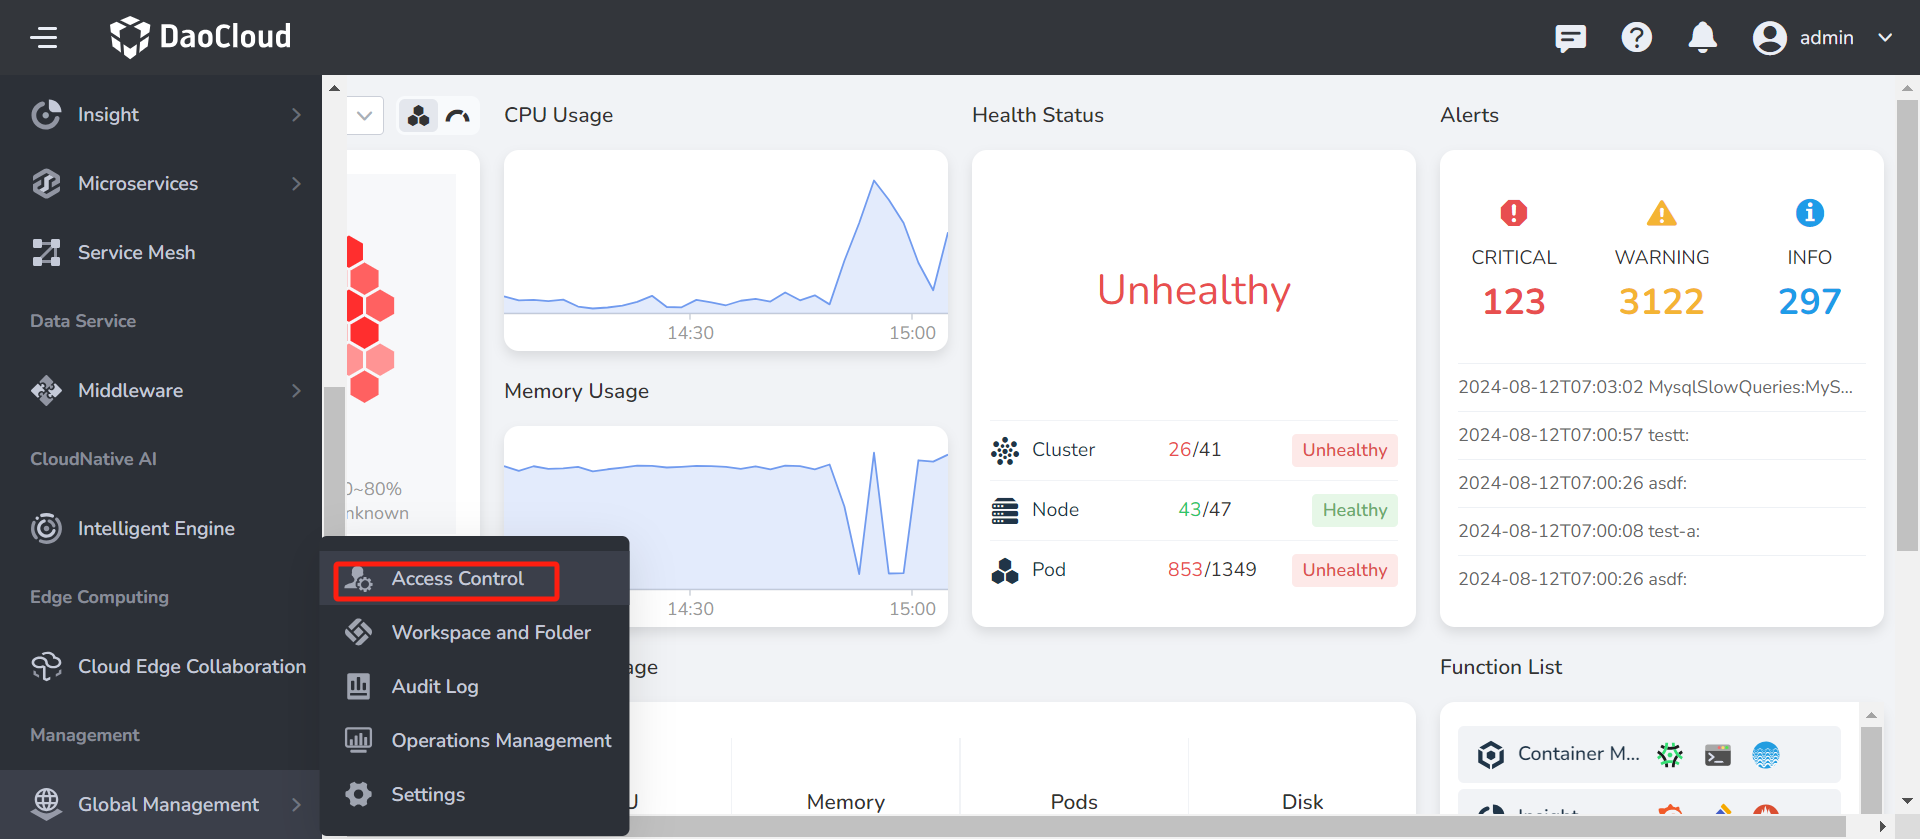 DaoCloud
admin
Insight
Microservices
Service Mesh
Data Service
Middleware
CloudNative AI
Intelligent Engine
Edge Computing
Cloud Edge Collaboration
Management
Global Management
Access Control
Workspace and Folder
Audit Log
Operations Management
Settings
CPU Usage
14:30
15:00
Memory Usage
14:30
15:00
Health Status
Unhealthy
Cluster 26/41 Unhealthy
Node 43/47 Healthy
Pod 853/1349 Unhealthy
Alerts
CRITICAL WARNING INFO
123 3122 297
2024-08-12T07:03:02 MysqlSlowQueries:MyS...
2024-08-12T07:00:57 testt:
2024-08-12T07:00:26 asdf:
2024-08-12T07:00:08 test-a:
2024-08-12T07:00:26 asdf:
~80%
nknown
age
Memory
Pods
Disk
Function List
Container M...
Insight